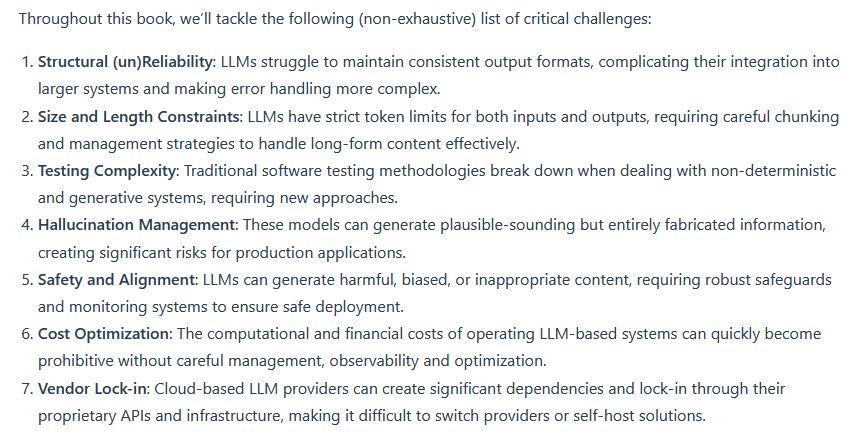 Throughout this book, we'll tackle the following (non-exhaustive) list of critical challenges:
1. Structural (un)Reliability: LLMs struggle to maintain consistent output formats, complicating their integration into
larger systems and making error handling more complex.
2. Size and Length Constraints: LLMs have strict token limits for both inputs and outputs, requiring careful chunking
and management strategies to handle long-form content effectively.
3. Testing Complexity: Traditional software testing methodologies break down when dealing with non-deterministic
and generative systems, requiring new approaches.
4. Hallucination Management: These models can generate plausible-sounding but entirely fabricated information,
creating significant risks for production applications.
5. Safety and Alignment: LLMs can generate harmful, biased, or inappropriate content, requiring robust safeguards
and monitoring systems to ensure safe deployment.
6. Cost Optimization: The computational and financial costs of operating LLM-based systems can quickly become
prohibitive without careful management, observability and optimization.
7. Vendor Lock-in: Cloud-based LLM providers can create significant dependencies and lock-in through their
proprietary APIs and infrastructure, making it difficult to switch providers or self-host solutions.